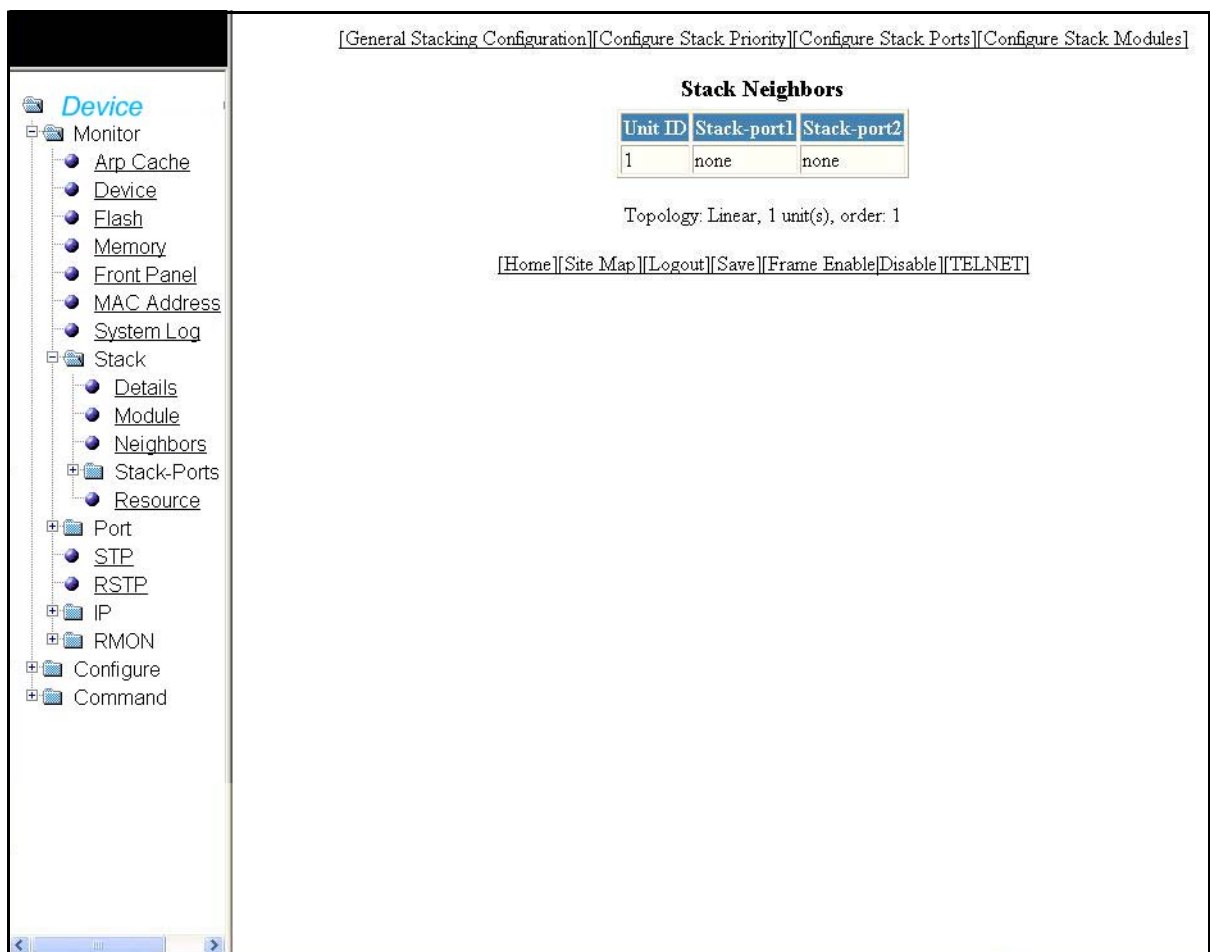 [General Stacking Configuration][Configure Stack Priority][Configure Stack Ports][Configure Stack Modules]
Stack Neighbors
Unit ID Stack-port1 Stack-port2
1 none none
Topology: Linear, 1 unit(s), order: 1
[Home][Site Map][Logout][Save][Frame Enable|Disable][TELNET]
Device
Monitor
Arp Cache
Device
Flash
Memory
Front Panel
MAC Address
System Log
Stack
Details
Module
Neighbors
Stack-Ports
Resource
Port
STP
RSTP
IP
RMON
Configure
Command